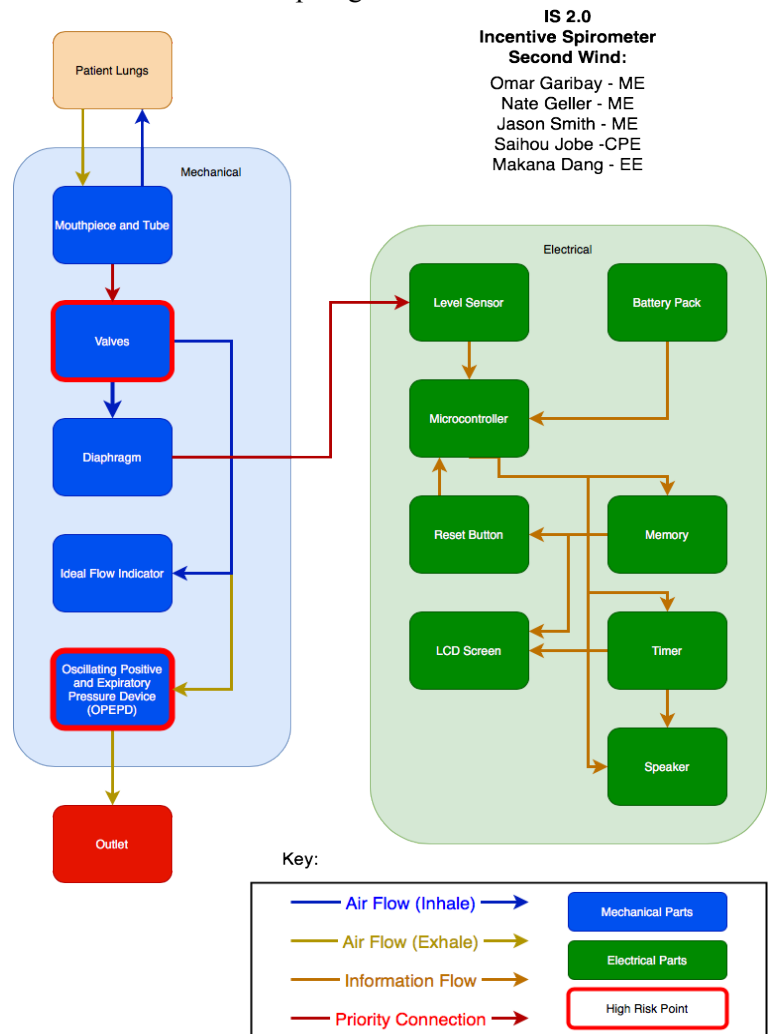 IS 2.0
Incentive Spirometer
Second Wind:
Omar Garibay - ME
Nate Geller - ME
Jason Smith - ME
Saihou Jobe -CPE
Makana Dang - EE
Patient Lungs
Mechanical
Mouthpiece and Tube
Valves
Diaphragm
Ideal Flow Indicator
Oscillating Positive
and Expiratory
Pressure Device
(OPEPD)
Outlet
Electrical
Level Sensor
Battery Pack
Microcontroller
Reset Button
Memory
LCD Screen
Timer
Speaker
Key:
Air Flow (Inhale)
Mechanical Parts
Air Flow (Exhale)
Electrical Parts
Information Flow
High Risk Point
Priority Connection